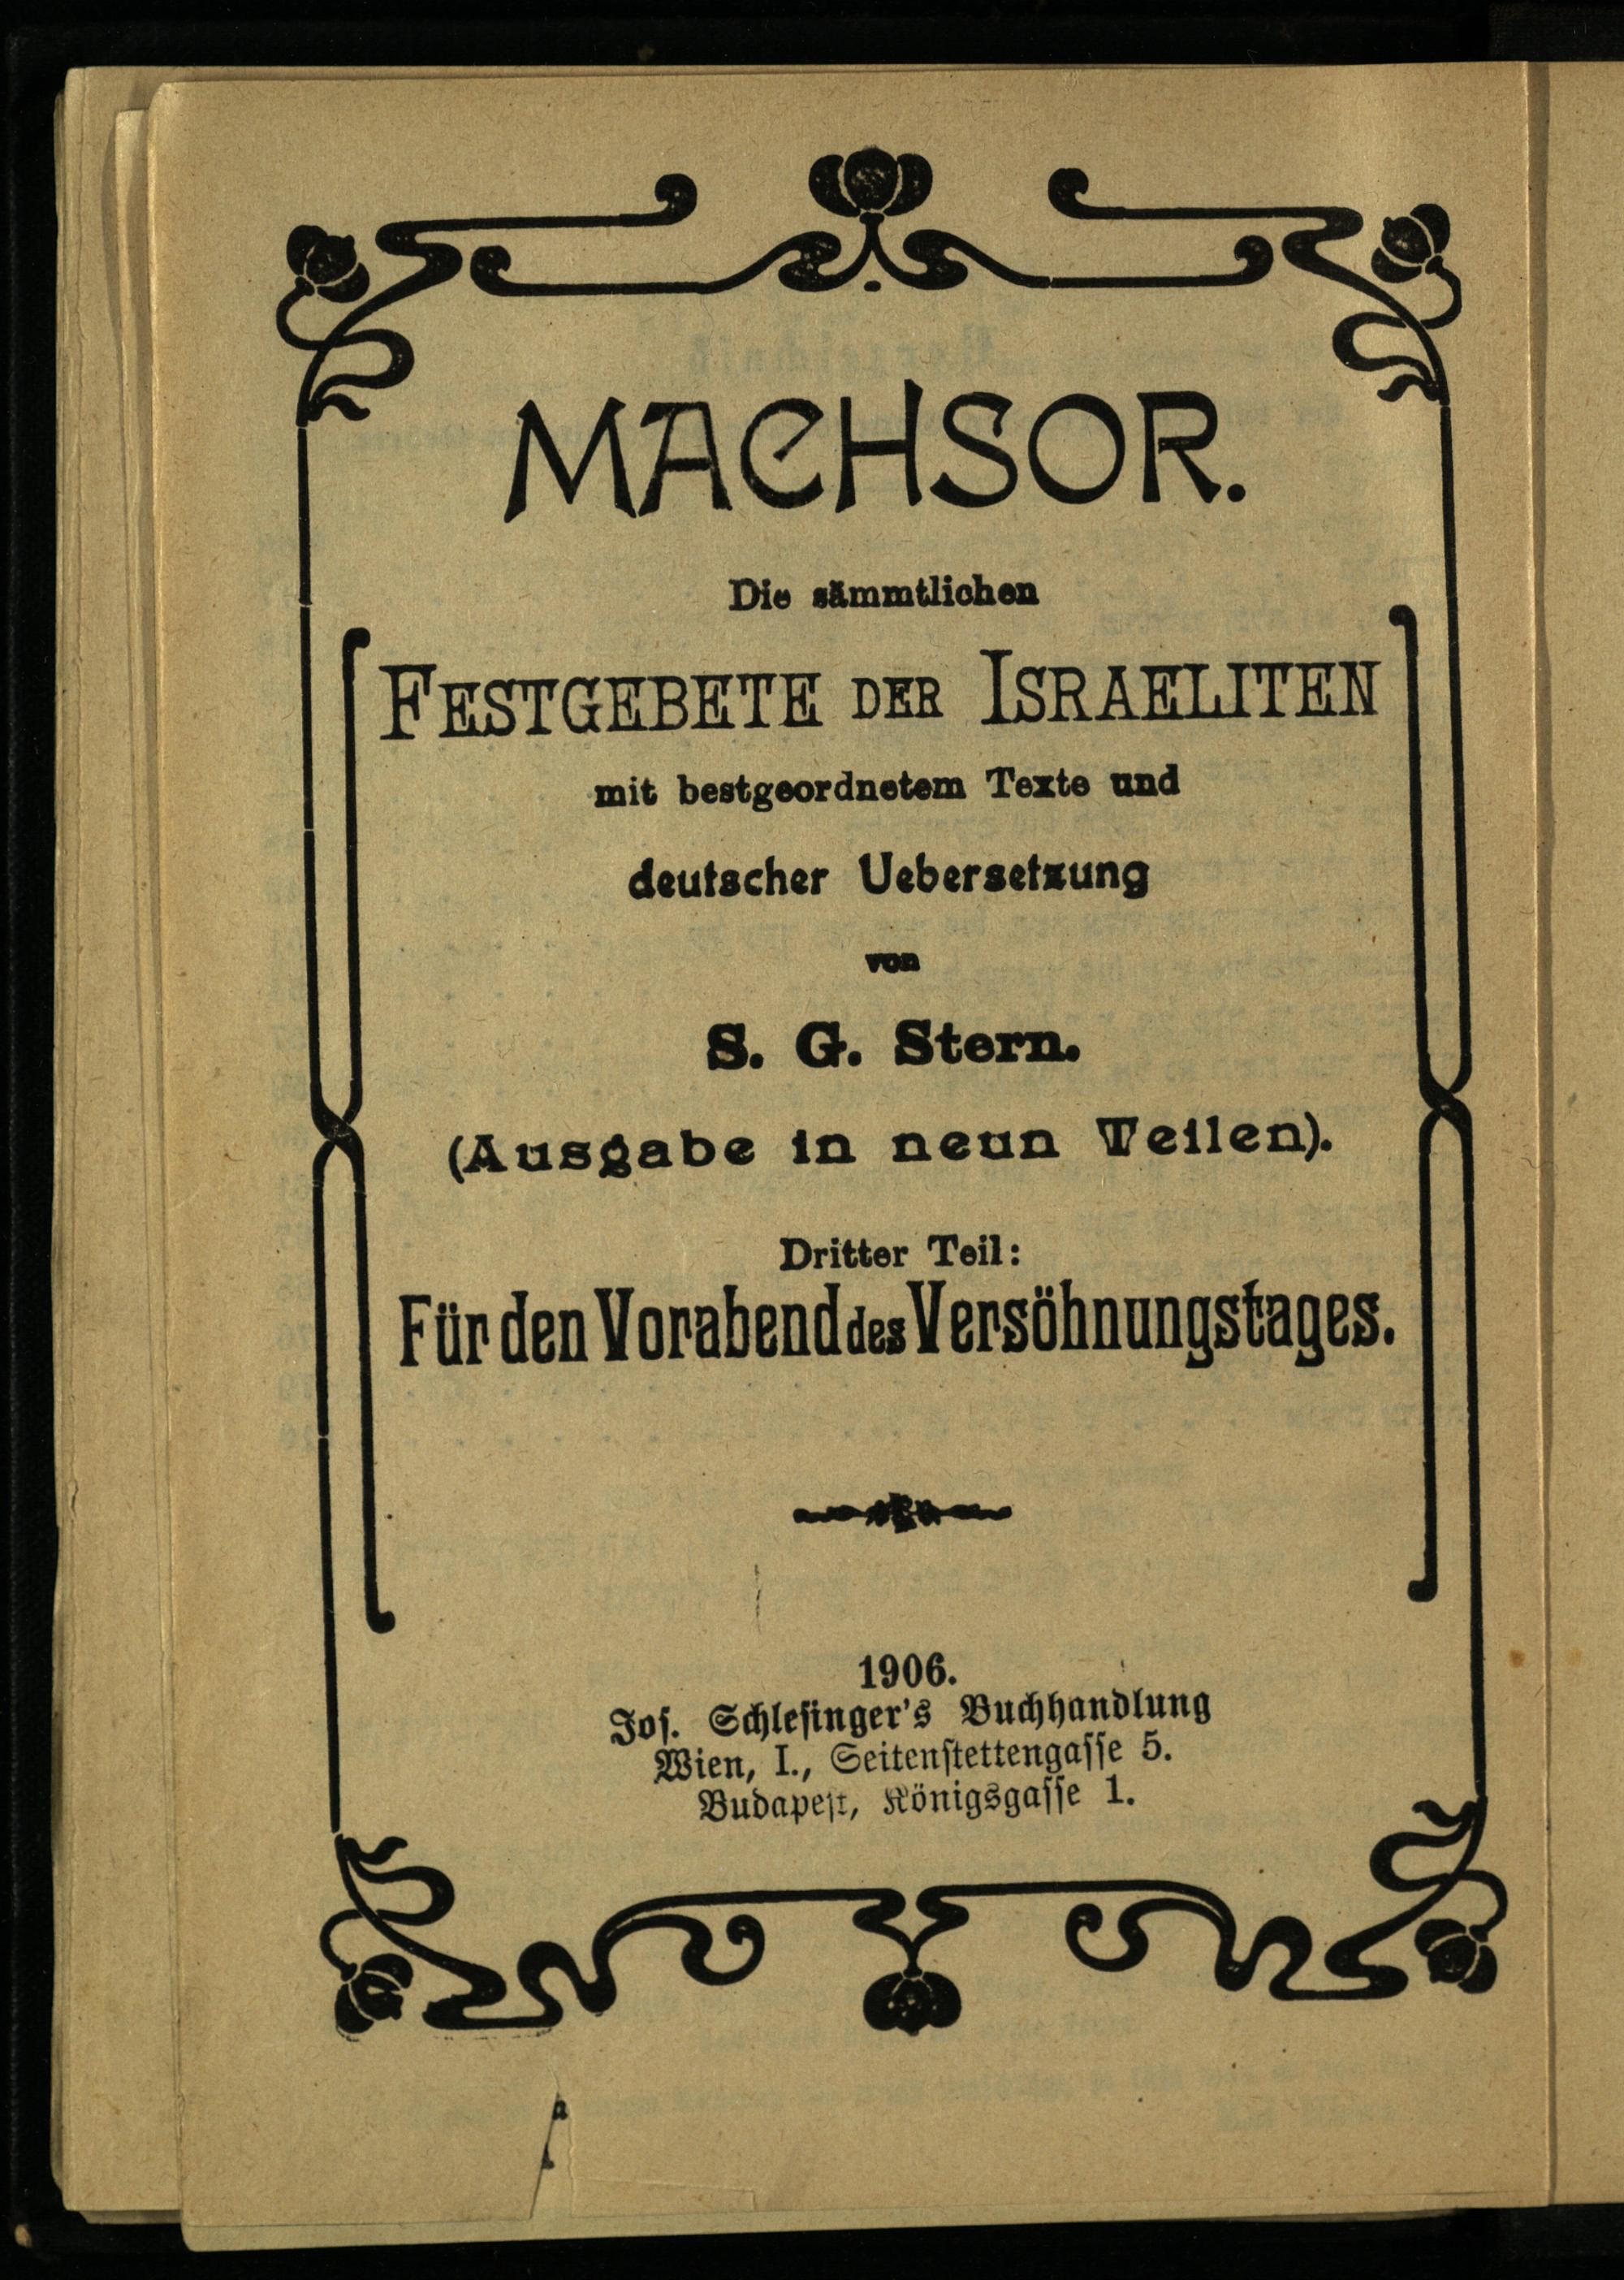 MACHSOR.
Die sämmtlichen
FESTGEBETE DER ISRAELITEN
mit bestgeordnetem Texte und
deutscher Uebersetzung
von
S. G. Stern.
(Ausgabe in neun Teilen).
Dritter Teil:
Für den Vorabend des Versöhnungstages.
1906.
Jos. Schlesinger's Buchhandlung
Wien, I., Seitenstettengasse 5.
Budapest, Königsgasse 1.